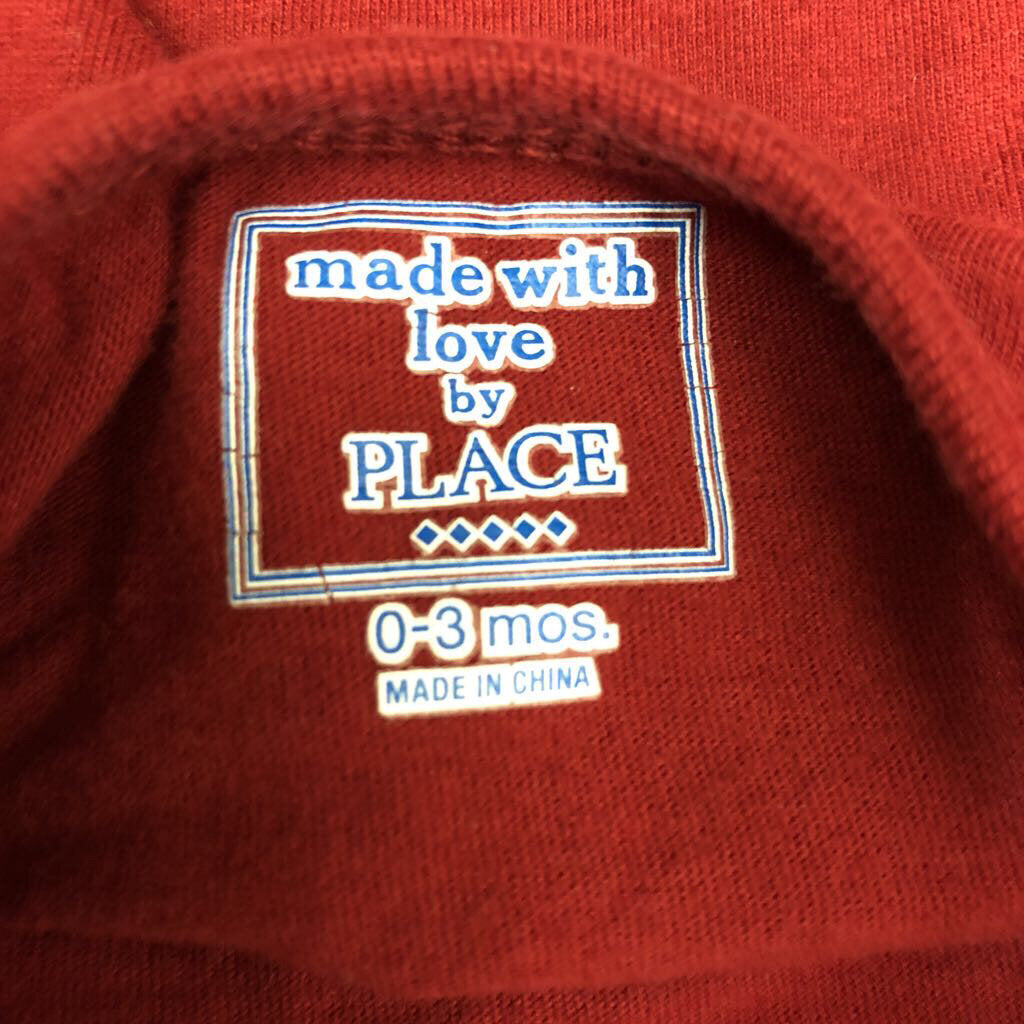 made with
love
by
PLACE
0-3 mos.
MADE IN CHINA